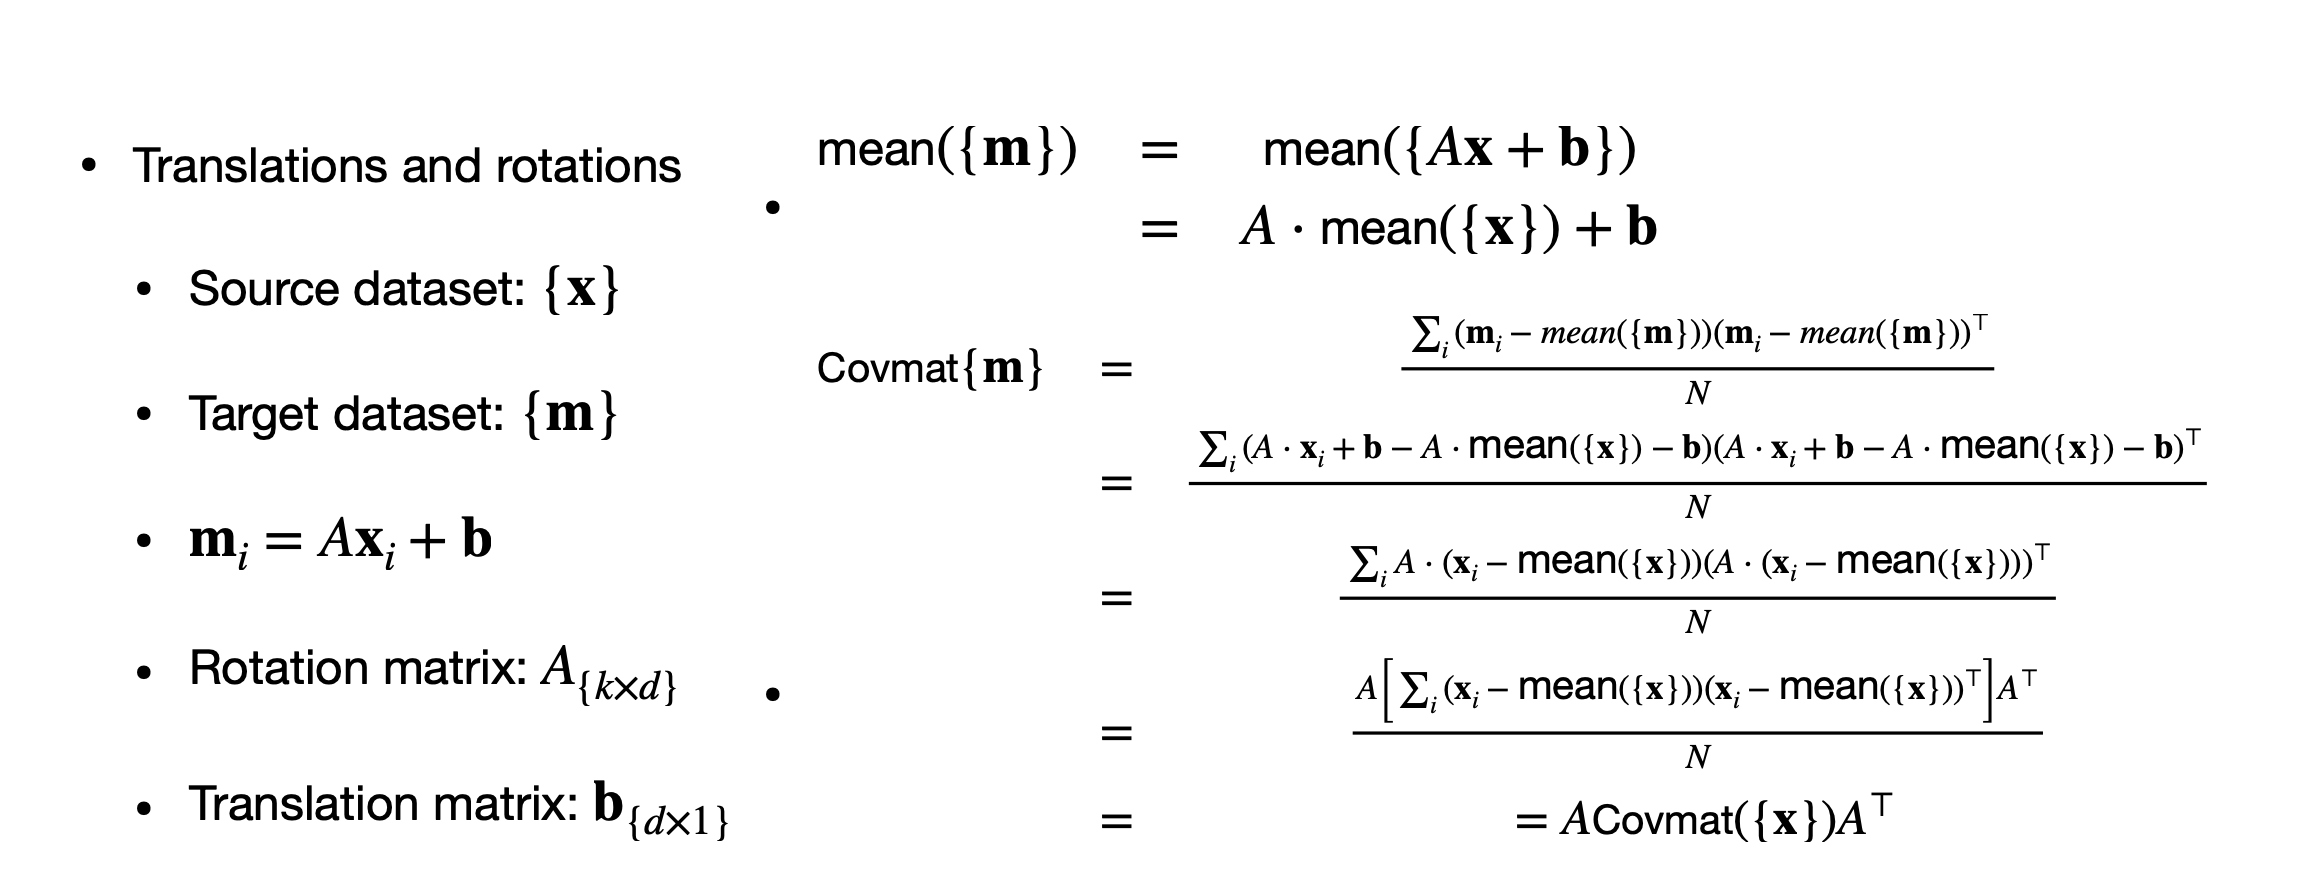 • Translations and rotations
• Source dataset: {x}
• Target dataset: {m}
• mᵢ = Axᵢ + b
• Rotation matrix: A_{k×d}
• Translation matrix: b_{d×1}
• mean({m}) = mean({Ax + b})
= A · mean({x}) + b
• Covmat{m} = ∑ᵢ (mᵢ − mean({m}))(mᵢ − mean({m}))⊤ / N
= ∑ᵢ (A · xᵢ + b − A · mean({x}) − b)(A · xᵢ + b − A · mean({x}) − b)⊤ / N
= ∑ᵢ A · (xᵢ − mean({x}))(A · (xᵢ − mean({x})))⊤ / N
= A[∑ᵢ (xᵢ − mean({x}))(xᵢ − mean({x}))⊤]A⊤ / N
= = ACovmat({x})A⊤